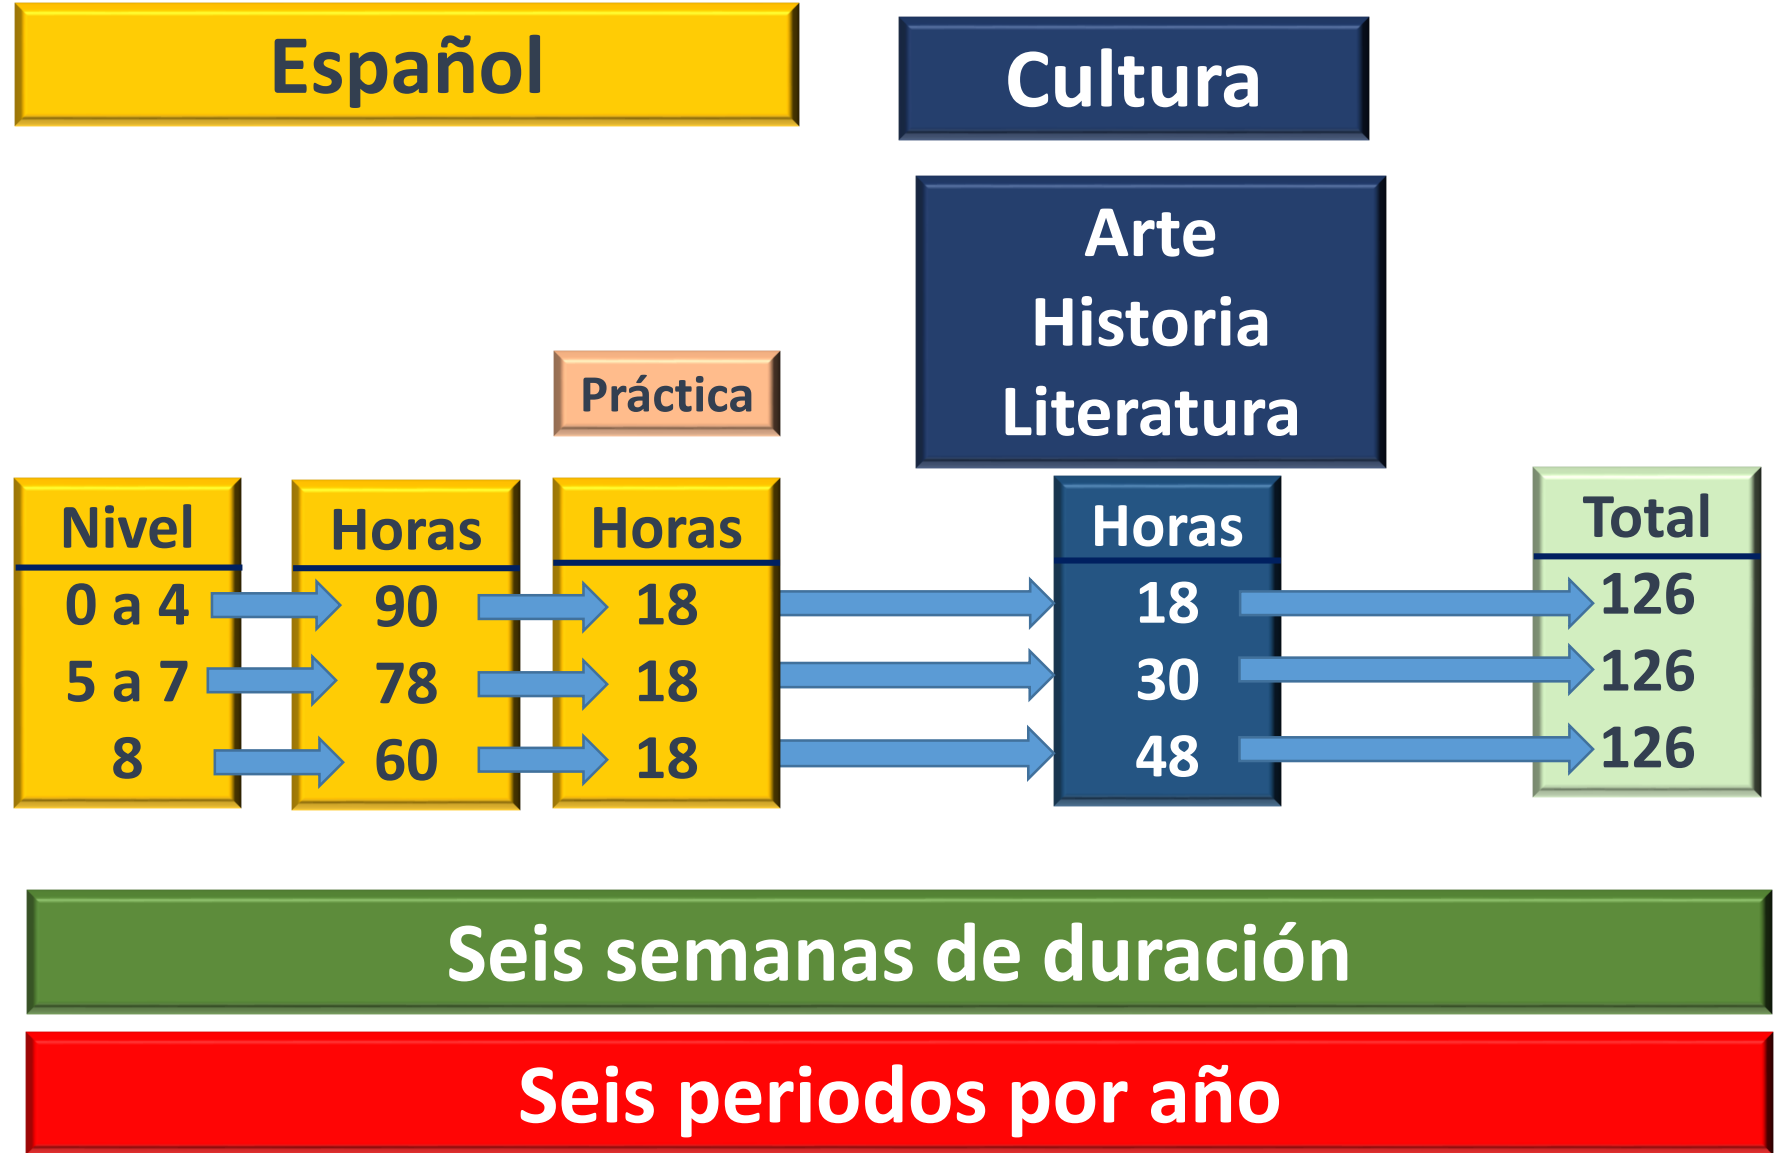 Español
Cultura
Arte
Historia
Literatura
Práctica
Nivel Horas Horas Horas Total
0 a 4 90 18 18 126
5 a 7 78 18 30 126
8 60 18 48 126
Seis semanas de duración
Seis periodos por año